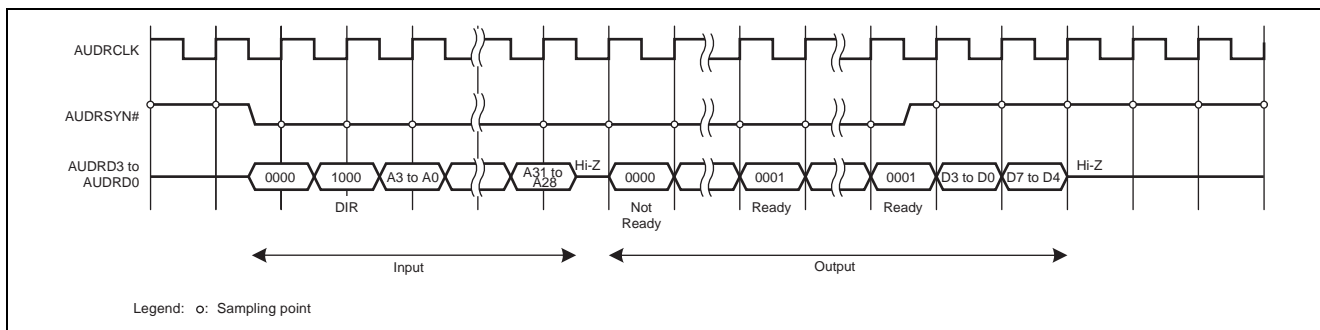 AUDRCLK
AUDRSYN#
AUDRD3 to
AUDRD0
0000
1000
A3 to A0
A31 to
A28
Hi-Z
0000
0001
0001
D3 to D0
D7 to D4
Hi-Z
DIR
Not
Ready
Ready
Ready
Input
Output
Legend: o: Sampling point